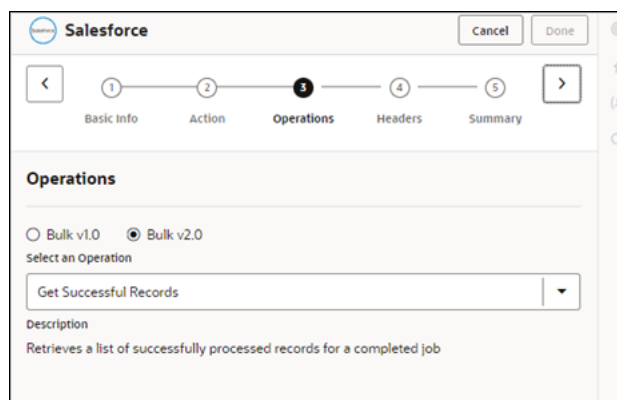 Salesforce
Cancel
Done
1
2
3
4
5
Basic Info
Action
Operations
Headers
Summary
Operations
Bulk v1.0
Bulk v2.0
Select an Operation
Get Successful Records
Description
Retrieves a list of successfully processed records for a completed job